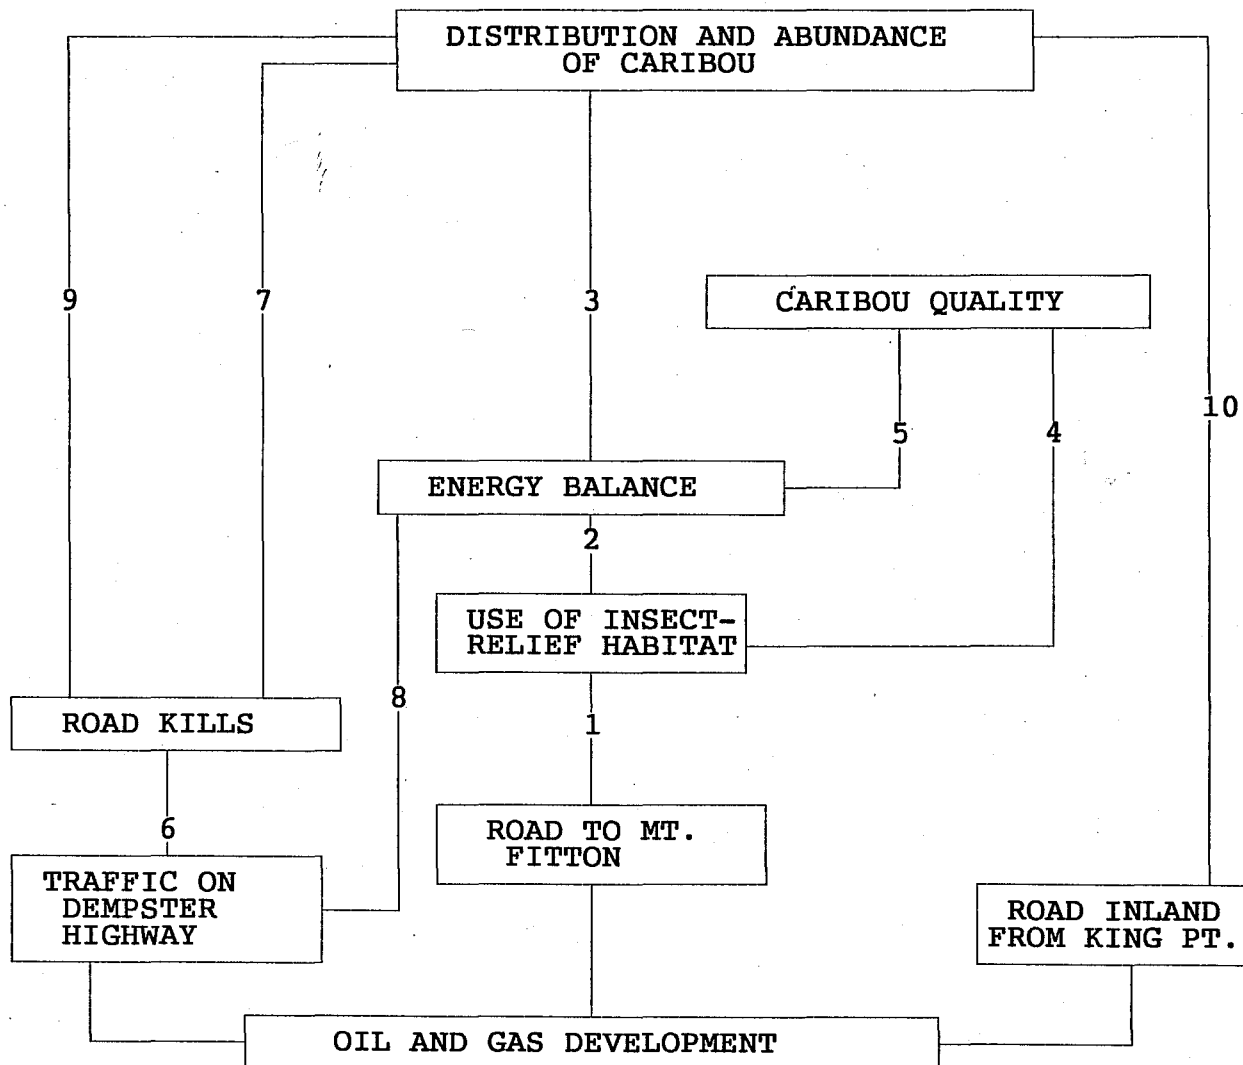 DISTRIBUTION AND ABUNDANCE
OF CARIBOU
9
7
3
CARIBOU QUALITY
10
5
4
ENERGY BALANCE
2
USE OF INSECT-
RELIEF HABITAT
8
1
ROAD KILLS
6
ROAD TO MT.
FITTON
TRAFFIC ON
DEMPSTER
HIGHWAY
ROAD INLAND
FROM KING PT.
OIL AND GAS DEVELOPMENT